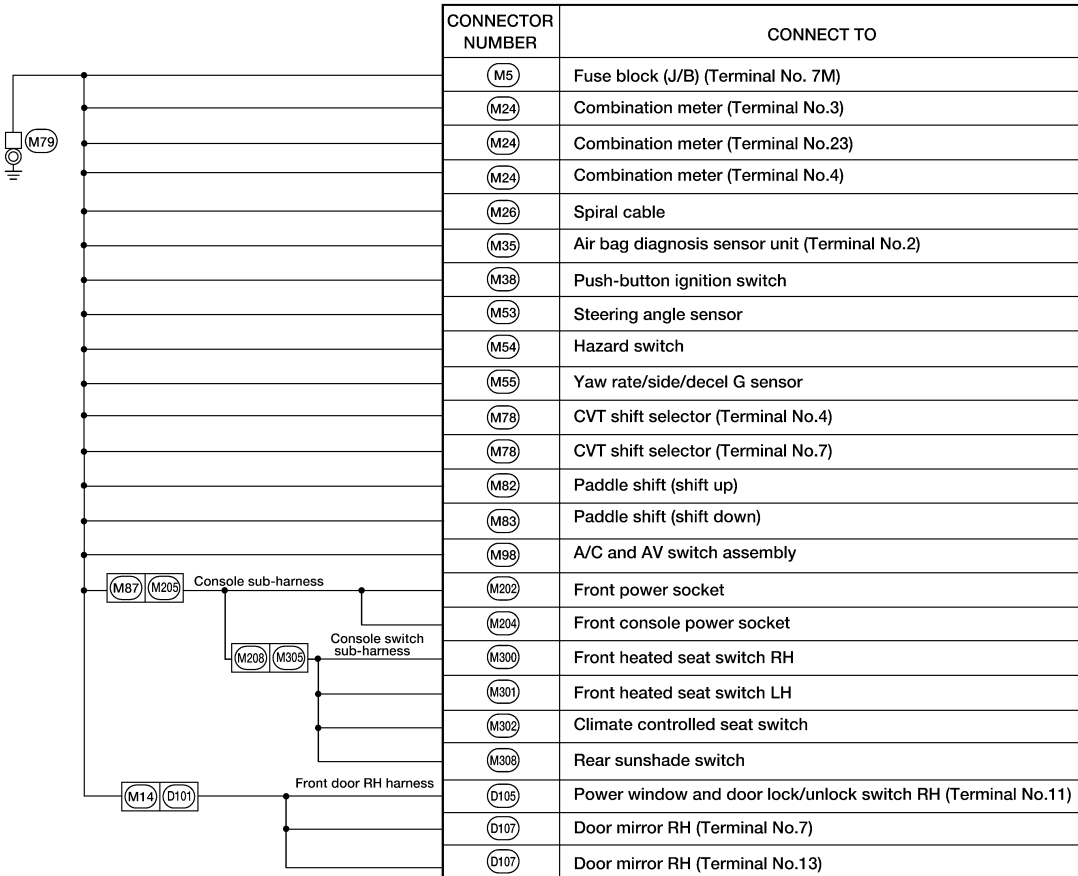 CONNECTOR NUMBER CONNECT TO
M5 Fuse block (J/B) (Terminal No. 7M)
M24 Combination meter (Terminal No.3)
M79
M24 Combination meter (Terminal No.23)
M24 Combination meter (Terminal No.4)
M26 Spiral cable
M35 Air bag diagnosis sensor unit (Terminal No.2)
M38 Push-button ignition switch
M53 Steering angle sensor
M54 Hazard switch
M55 Yaw rate/side/decel G sensor
M78 CVT shift selector (Terminal No.4)
M78 CVT shift selector (Terminal No.7)
M82 Paddle shift (shift up)
M83 Paddle shift (shift down)
M98 A/C and AV switch assembly
M87 M205 Console sub-harness M202 Front power socket
M204 Front console power socket
Console switch
sub-harness
M208 M305 M300 Front heated seat switch RH
M301 Front heated seat switch LH
M302 Climate controlled seat switch
M308 Rear sunshade switch
Front door RH harness
M14 D101 D105 Power window and door lock/unlock switch RH (Terminal No.11)
D107 Door mirror RH (Terminal No.7)
D107 Door mirror RH (Terminal No.13)